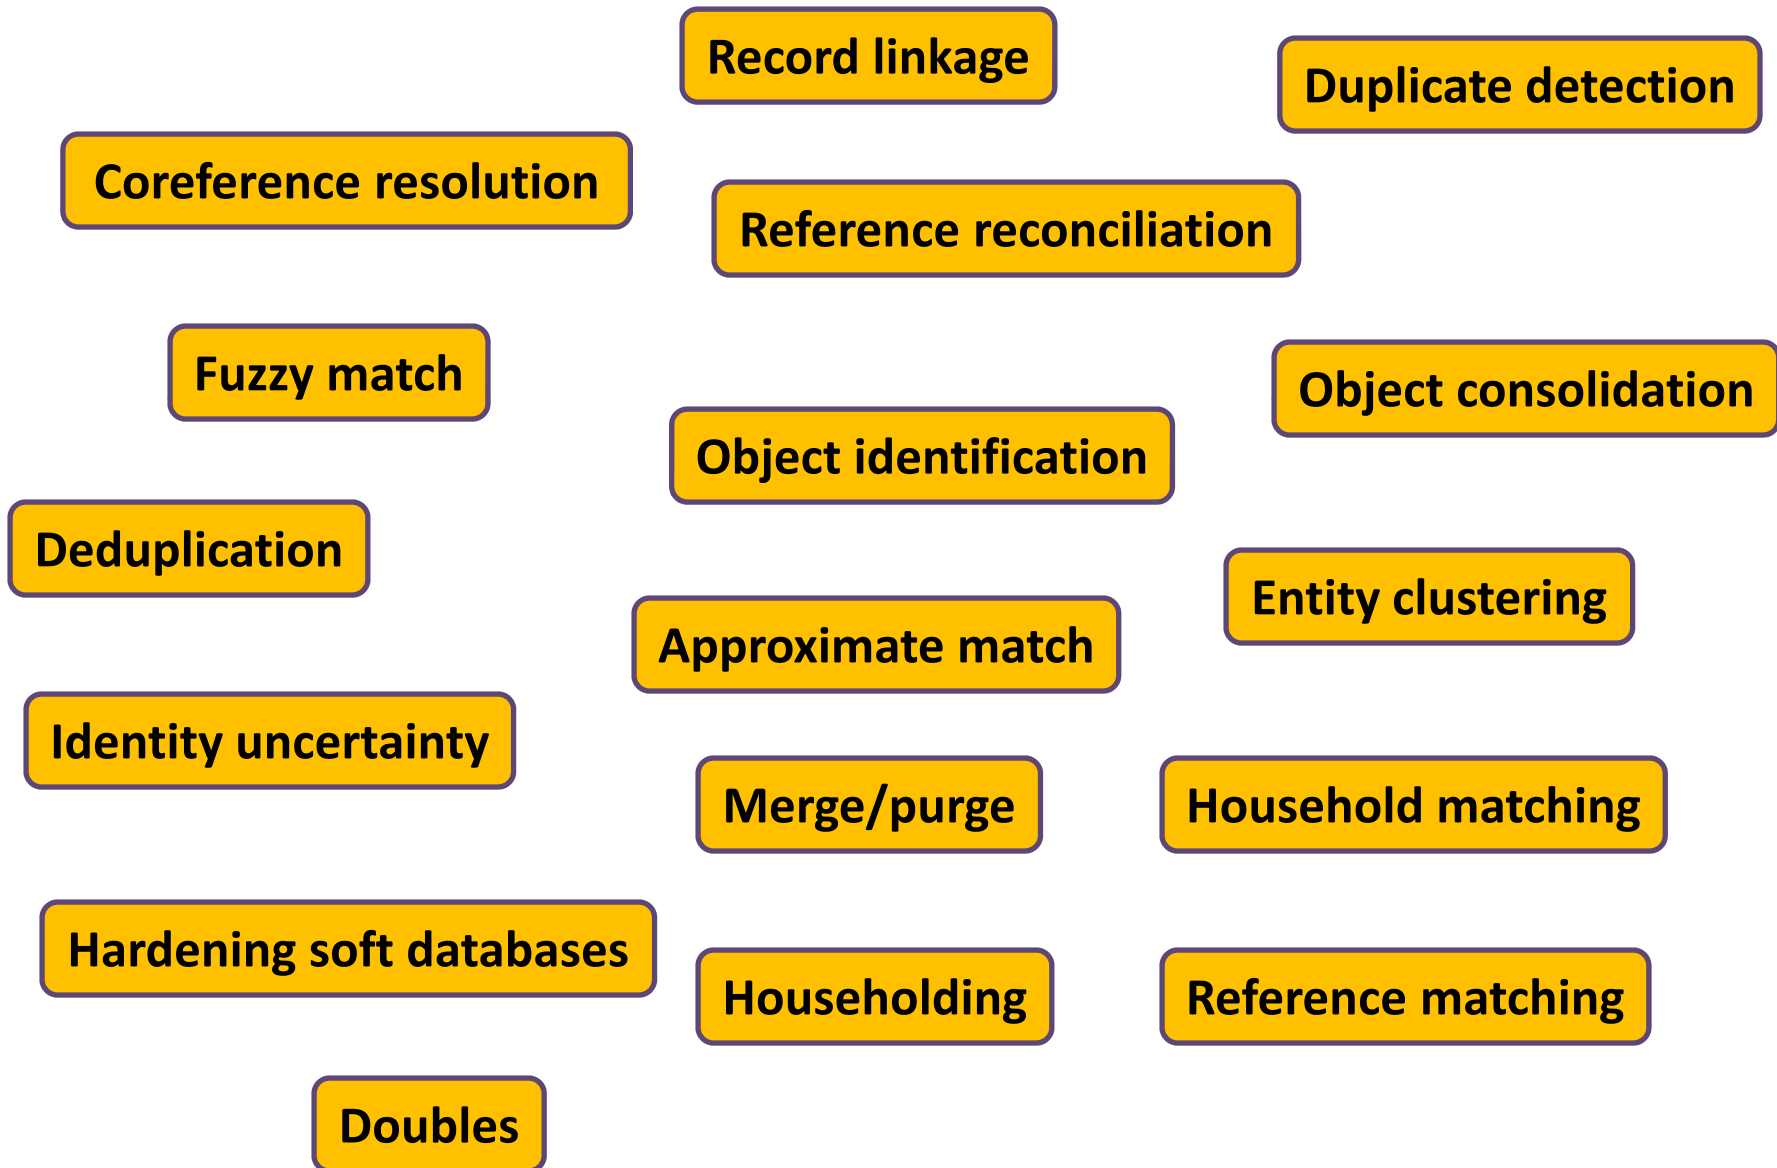 Record linkage
Duplicate detection
Coreference resolution
Reference reconciliation
Fuzzy match
Object consolidation
Object identification
Deduplication
Entity clustering
Approximate match
Identity uncertainty
Merge/purge
Household matching
Hardening soft databases
Householding
Reference matching
Doubles